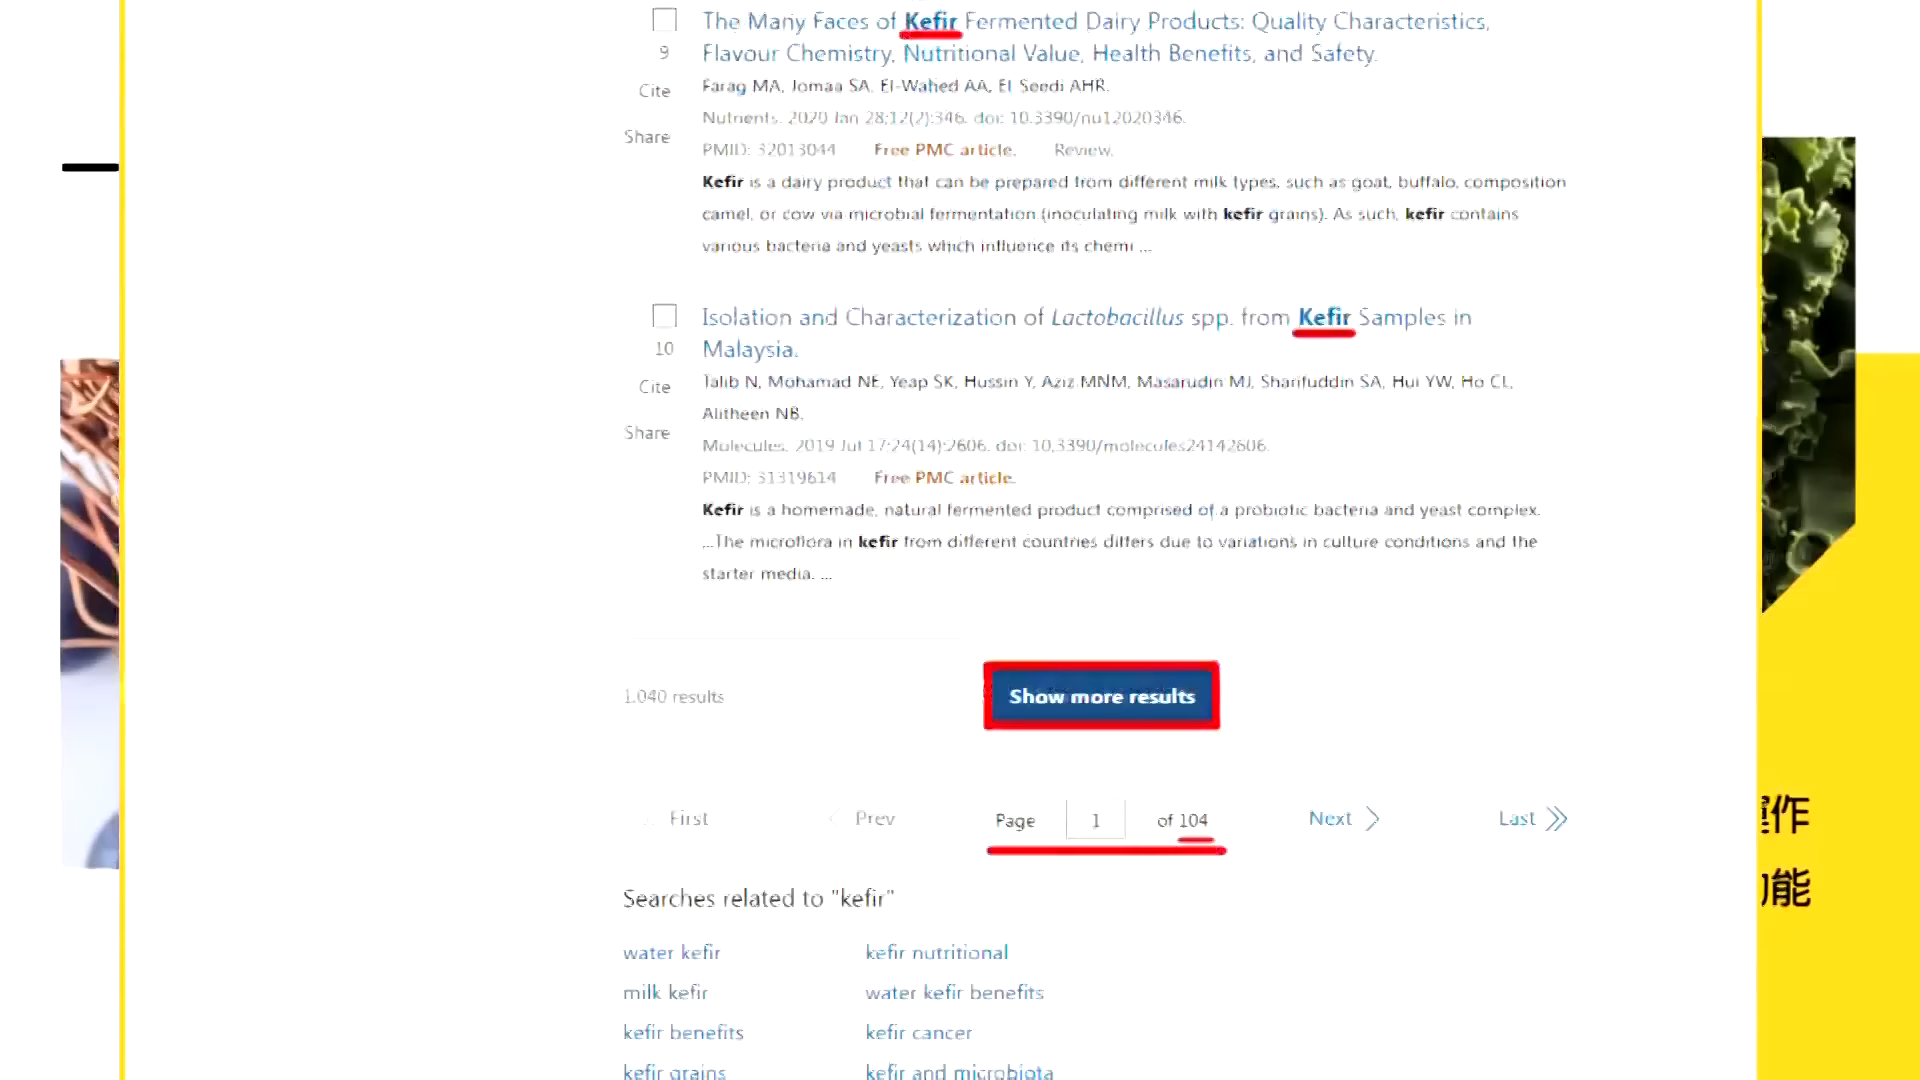 The Many Faces of Kefir Fermented Dairy Products: Quality Characteristics,
9 Flavour Chemistry, Nutritional Value, Health Benefits, and Safety.
Cite Farag MA, Jomaa SA, El-Wahed AA, El-Seedi AHR.
Nutrients. 2020 Jan 28;12(2):346. doi: 10.3390/nu12020346.
Share
PMID: 32013044 Free PMC article. Review.
Kefir is a dairy product that can be prepared from different milk types, such as goat, buffalo, composition
camel, or cow via microbial fermentation (inoculating milk with kefir grains). As such, kefir contains
various bacteria and yeasts which influence its chemi ...
Isolation and Characterization of Lactobacillus spp. from Kefir Samples in
10 Malaysia.
Cite Talib N, Mohamad NE, Yeap SK, Hussin Y, Aziz MNM, Masarudin MJ, Sharifuddin SA, Hui YW, Ho CL,
Alitheen NB.
Share
Molecules. 2019 Jul 17;24(14):2606. doi: 10.3390/molecules24142606.
PMID: 31319614 Free PMC article.
Kefir is a homemade, natural fermented product comprised of a probiotic bacteria and yeast complex.
...The microflora in kefir from different countries differs due to variations in culture conditions and the
starter media. ...
1,040 results Show more results
First Prev Page 1 of 104 Next Last
作
能
Searches related to "kefir"
water kefir kefir nutritional
milk kefir water kefir benefits
kefir benefits kefir cancer
kefir grains kefir and microbiota